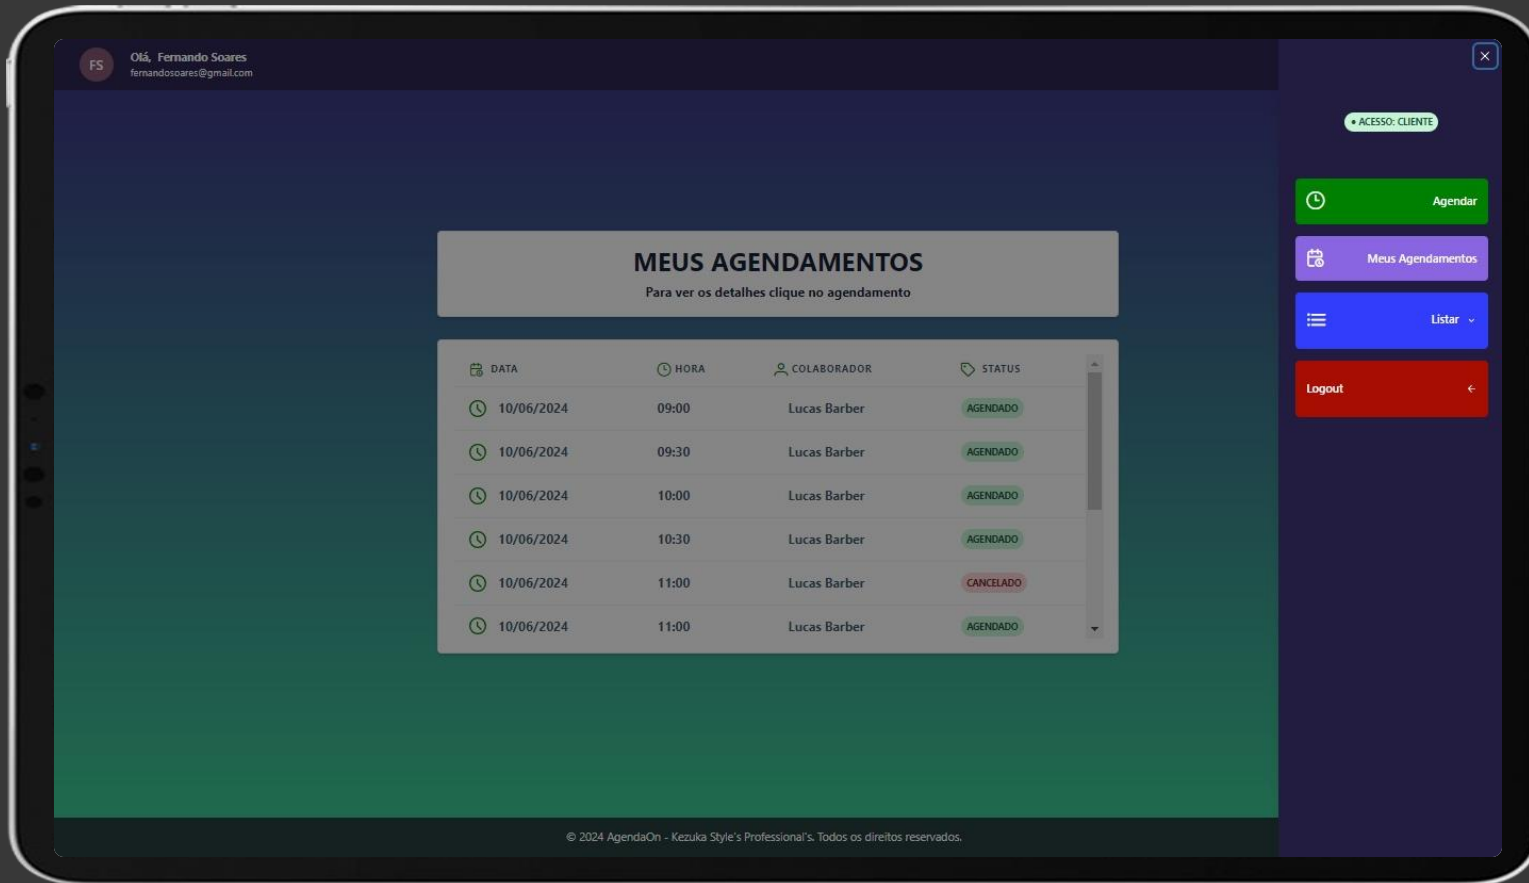 FS
Olá, Fernando Soares
fernandosoares@gmail.com
• ACESSO: CLIENTE
Agendar
Meus Agendamentos
Listar
Logout
MEUS AGENDAMENTOS
Para ver os detalhes clique no agendamento
DATA HORA COLABORADOR STATUS
10/06/2024 09:00 Lucas Barber AGENDADO
10/06/2024 09:30 Lucas Barber AGENDADO
10/06/2024 10:00 Lucas Barber AGENDADO
10/06/2024 10:30 Lucas Barber AGENDADO
10/06/2024 11:00 Lucas Barber CANCELADO
10/06/2024 11:00 Lucas Barber AGENDADO
© 2024 AgendaOn - Kezuka Style's Professional's. Todos os direitos reservados.